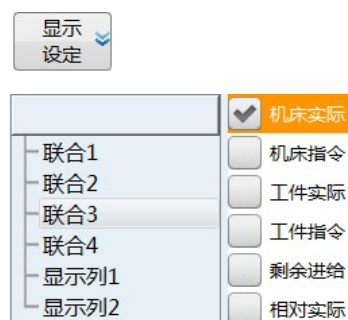 显示
设定
联合1
联合2
联合3
联合4
显示列1
显示列2
机床实际
机床指令
工件实际
工件指令
剩余进给
相对实际